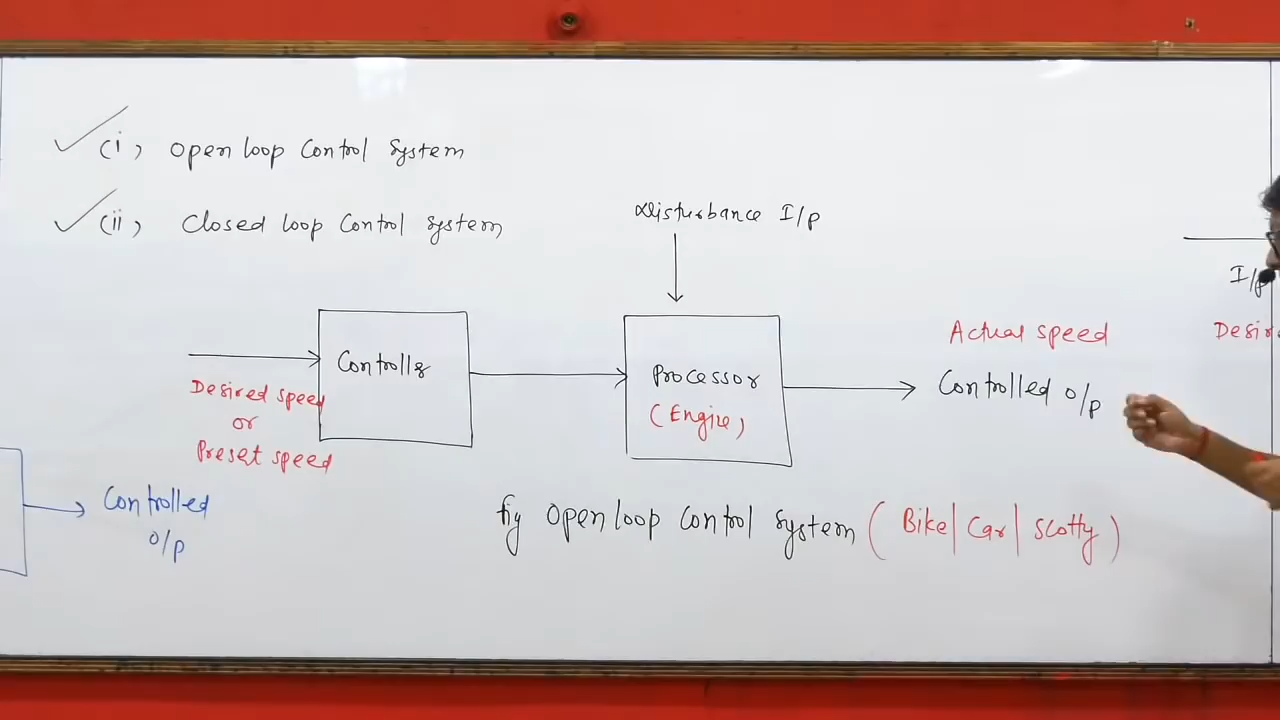 (i) Open loop Control System
(ii) Closed loop Control System
Disturbance I/p
Controller
Desired speed
or
Preset speed
Processor
(Engine)
Actual speed
Controlled o/p
I/p
Desir
Controlled
o/p
fig Open loop Control System (Bike|Car|Scotty)